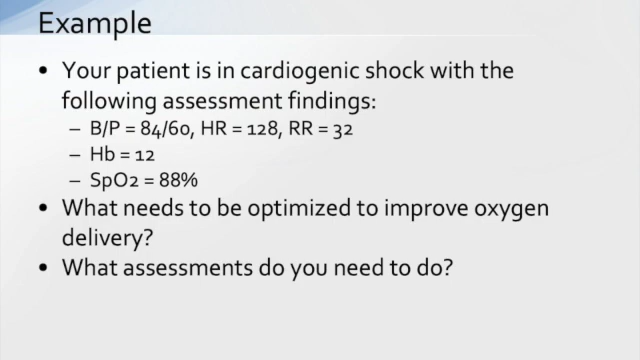 Example
• Your patient is in cardiogenic shock with the
following assessment findings:
– B/P = 84/60, HR = 128, RR = 32
– Hb = 12
– SpO2 = 88%
• What needs to be optimized to improve oxygen
delivery?
• What assessments do you need to do?